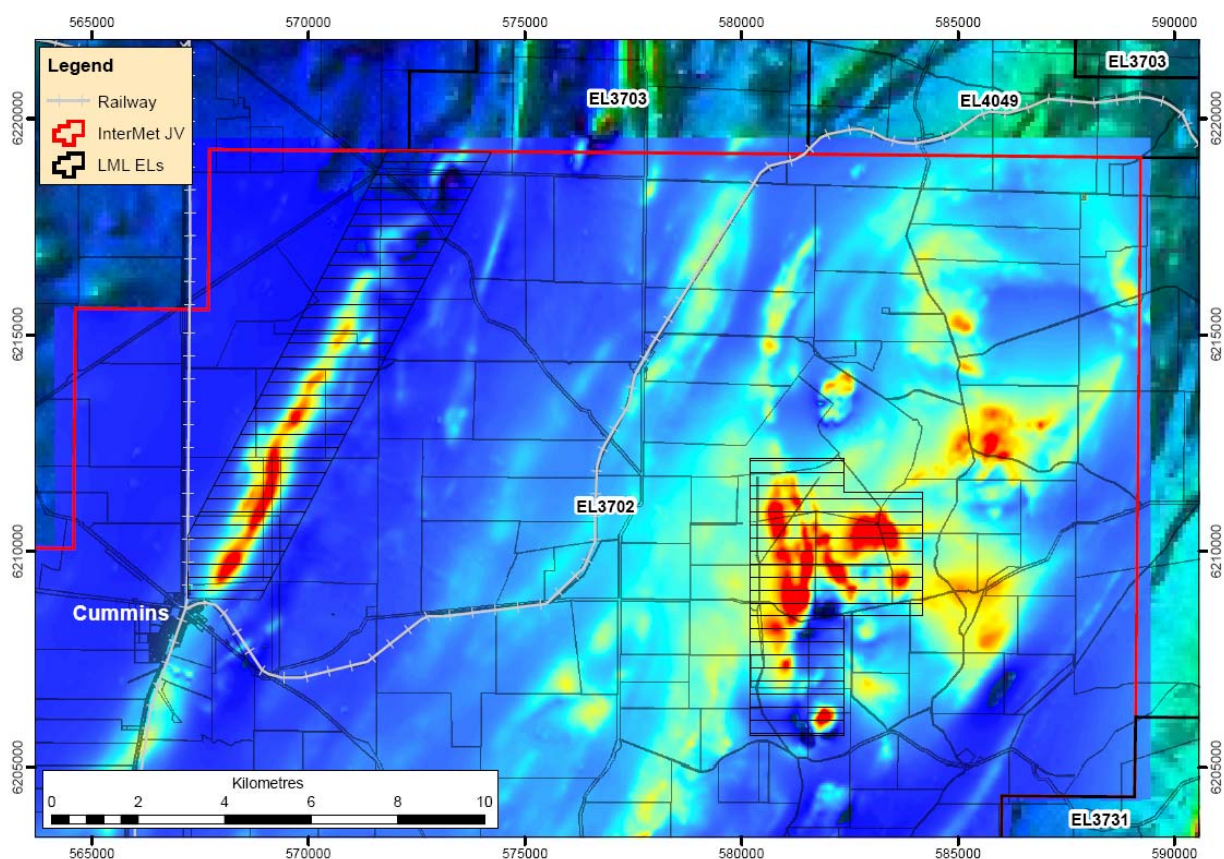 565000 570000 575000 580000 585000 590000
Legend
Railway
InterMet JV
LML ELs
EL3703
EL3703
EL4049
6220000 6220000
6215000 6215000
EL3702
6210000 6210000
Cummins
6205000 6205000
Kilometres
0 2 4 6 8 10
EL3731
565000 570000 575000 580000 585000 590000